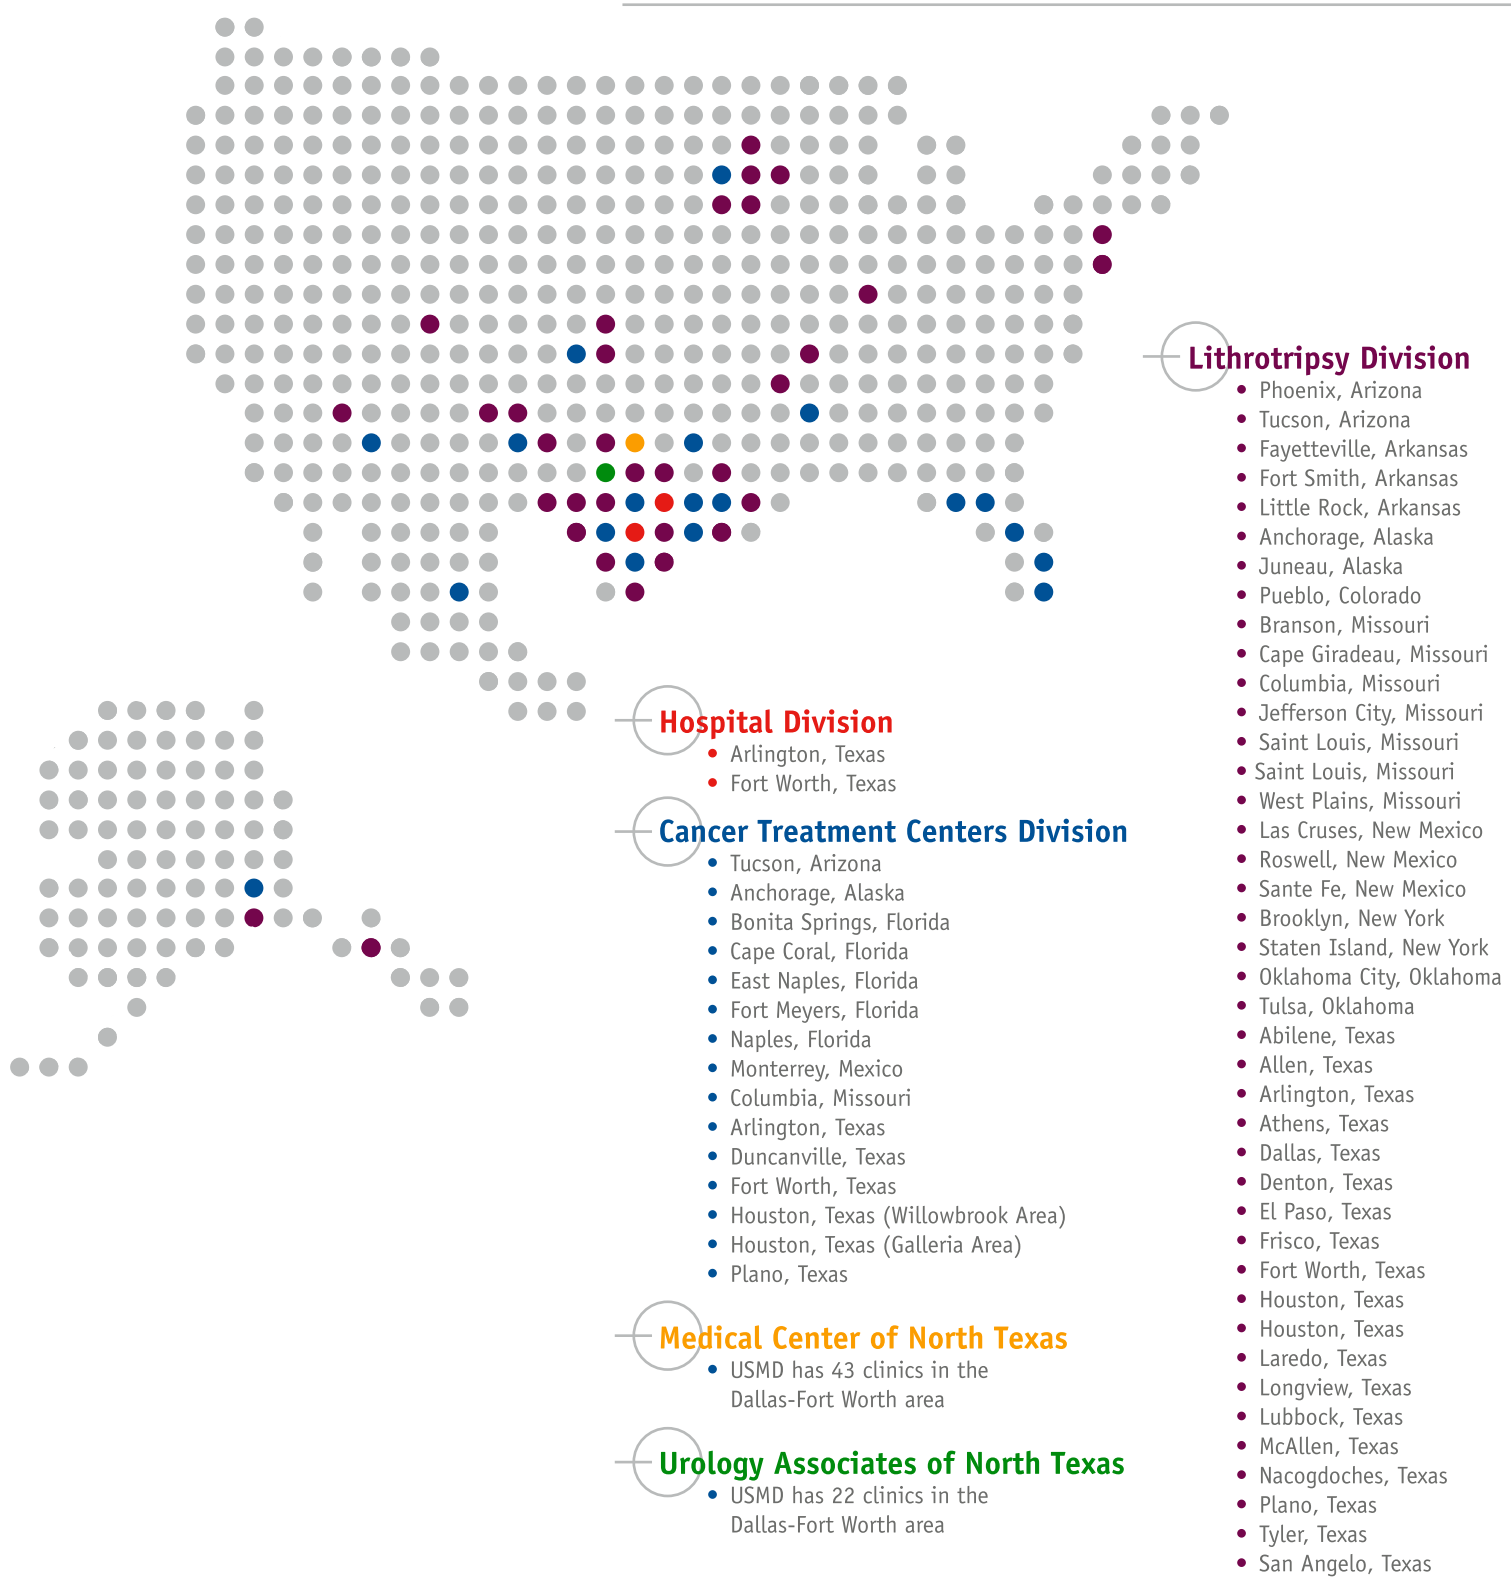 Lithrotripsy Division
• Phoenix, Arizona
• Tucson, Arizona
• Fayetteville, Arkansas
• Fort Smith, Arkansas
• Little Rock, Arkansas
• Anchorage, Alaska
• Juneau, Alaska
• Pueblo, Colorado
• Branson, Missouri
• Cape Giradeau, Missouri
• Columbia, Missouri
• Jefferson City, Missouri
• Saint Louis, Missouri
• Saint Louis, Missouri
• West Plains, Missouri
• Las Cruses, New Mexico
• Roswell, New Mexico
• Sante Fe, New Mexico
• Brooklyn, New York
• Staten Island, New York
• Oklahoma City, Oklahoma
• Tulsa, Oklahoma
• Abilene, Texas
• Allen, Texas
• Arlington, Texas
• Athens, Texas
• Dallas, Texas
• Denton, Texas
• El Paso, Texas
• Frisco, Texas
• Fort Worth, Texas
• Houston, Texas
• Houston, Texas
• Laredo, Texas
• Longview, Texas
• Lubbock, Texas
• McAllen, Texas
• Nacogdoches, Texas
• Plano, Texas
• Tyler, Texas
• San Angelo, Texas
Hospital Division
• Arlington, Texas
• Fort Worth, Texas
Cancer Treatment Centers Division
• Tucson, Arizona
• Anchorage, Alaska
• Bonita Springs, Florida
• Cape Coral, Florida
• East Naples, Florida
• Fort Meyers, Florida
• Naples, Florida
• Monterrey, Mexico
• Columbia, Missouri
• Arlington, Texas
• Duncanville, Texas
• Fort Worth, Texas
• Houston, Texas (Willowbrook Area)
• Houston, Texas (Galleria Area)
• Plano, Texas
Medical Center of North Texas
• USMD has 43 clinics in the
Dallas-Fort Worth area
Urology Associates of North Texas
• USMD has 22 clinics in the
Dallas-Fort Worth area